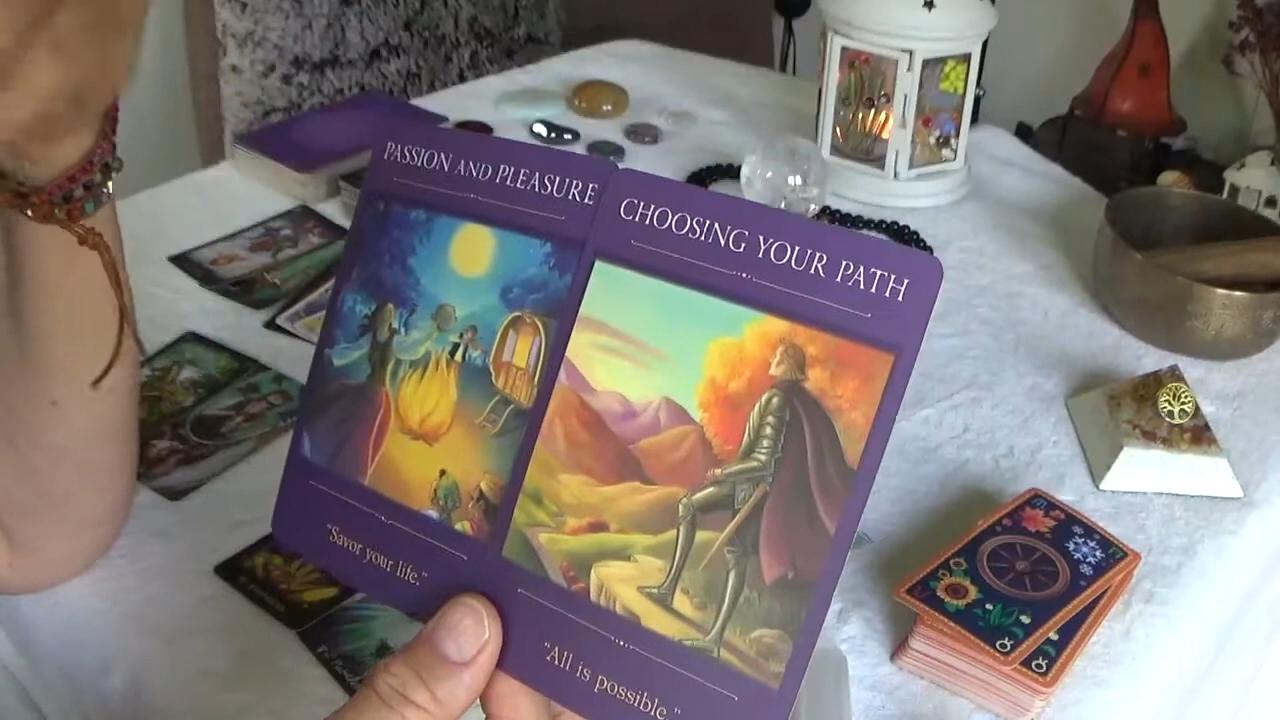 PASSION AND PLEASURE
"Savor your life."
CHOOSING YOUR PATH
"All is possible."